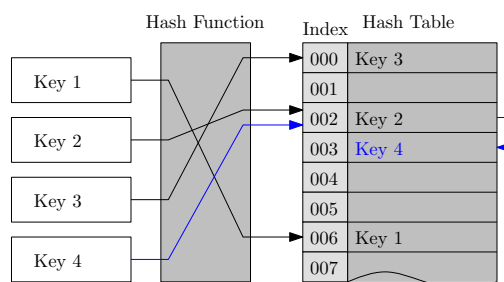 Hash Function
Index
Hash Table
Key 1
Key 2
Key 3
Key 4
000 Key 3
001
002 Key 2
003 Key 4
004
005
006 Key 1
007